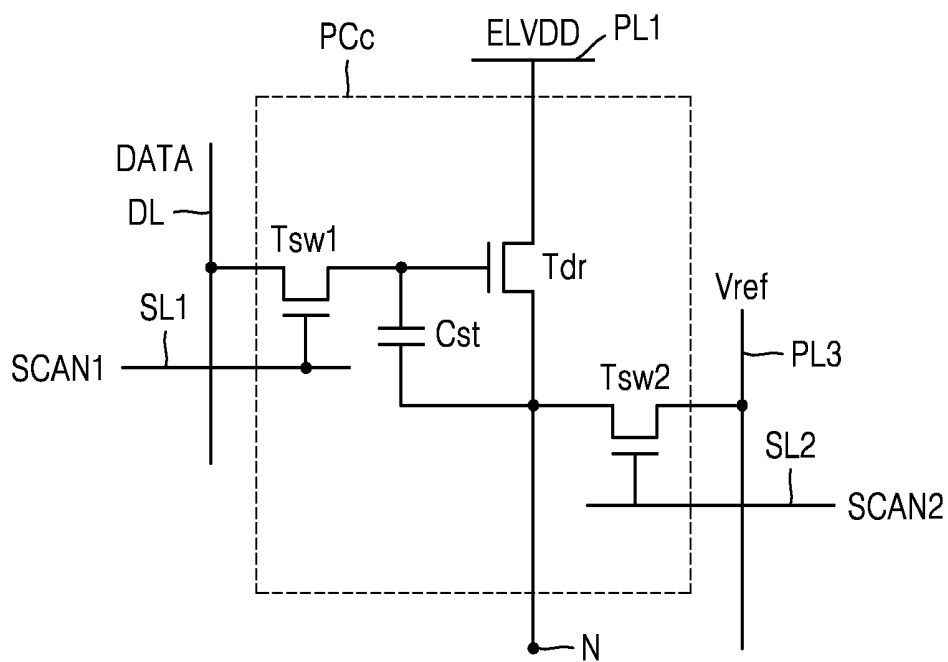 PCc
ELVDD
PL1
DATA
DL
Tsw1
Tdr
Vref
SL1
Cst
PL3
SCAN1
Tsw2
SL2
SCAN2
N